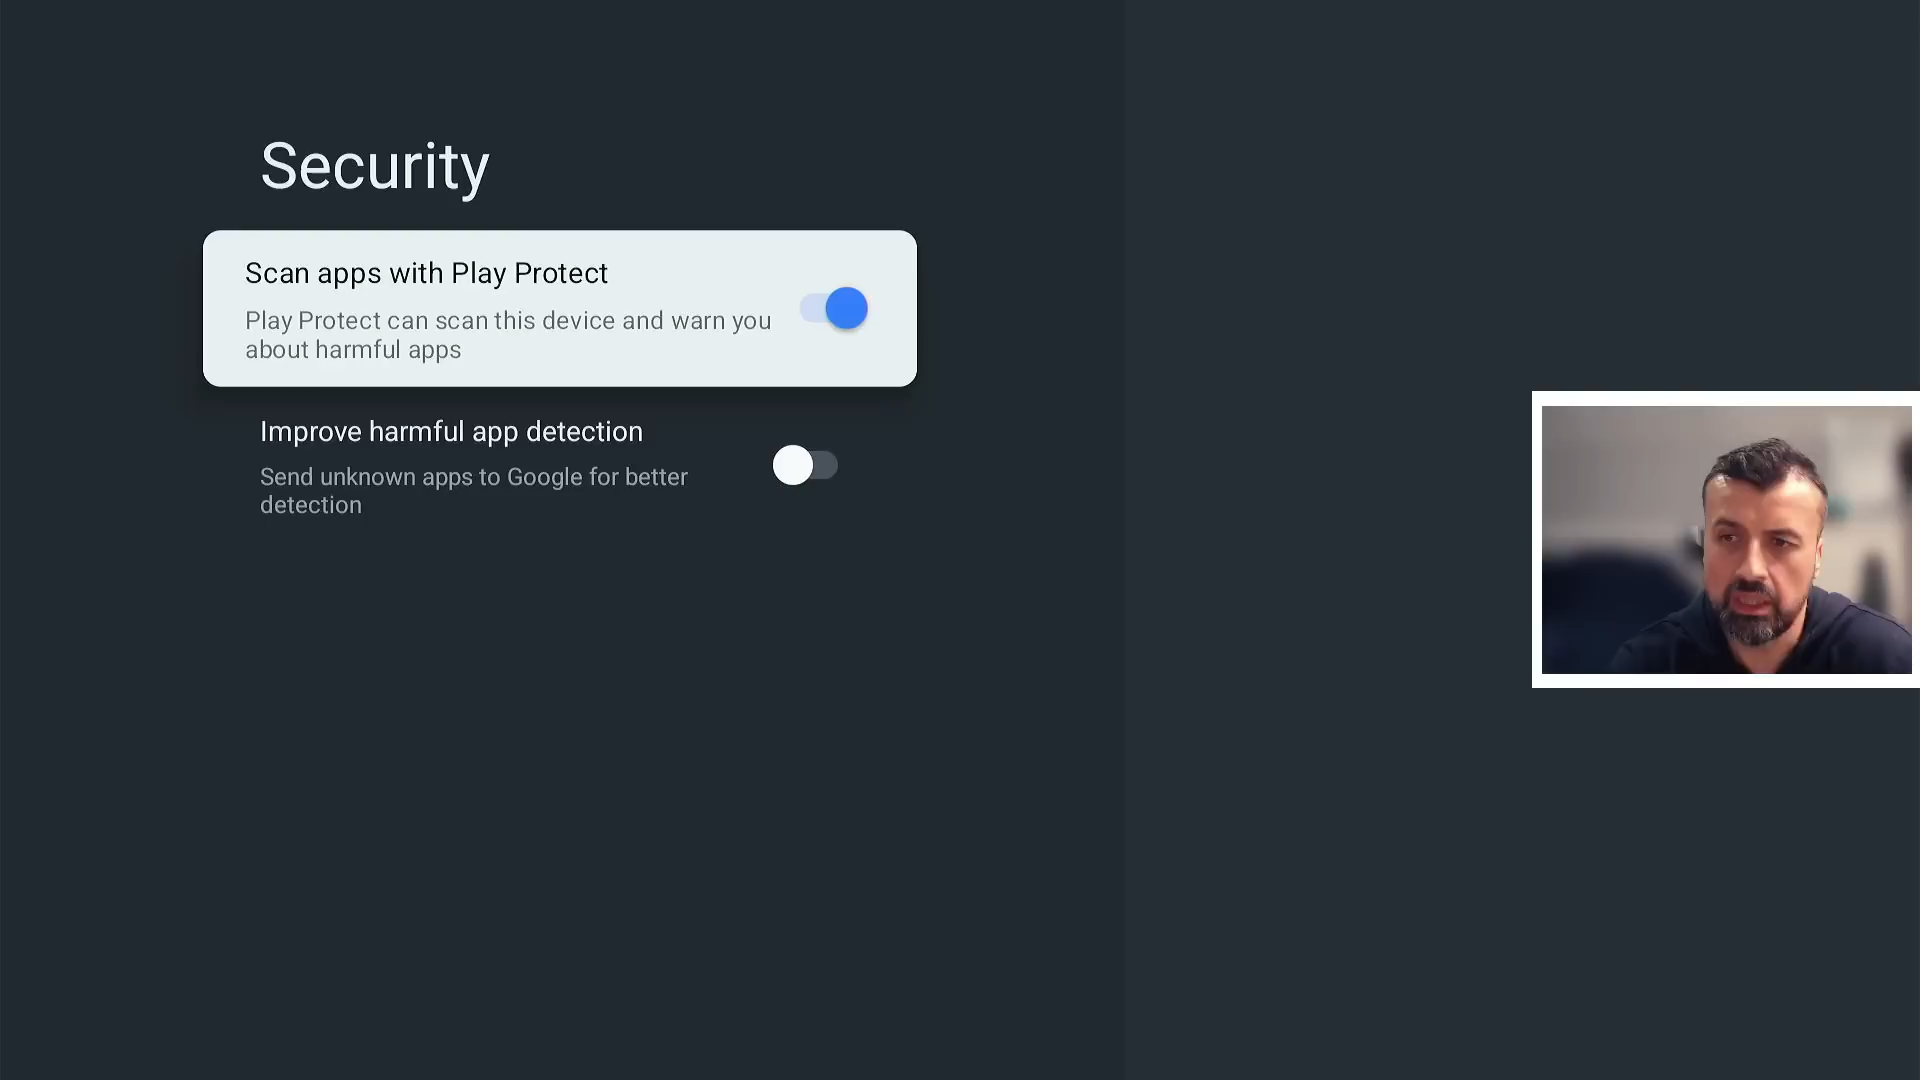 Security
Scan apps with Play Protect
Play Protect can scan this device and warn you
about harmful apps
Improve harmful app detection
Send unknown apps to Google for better
detection